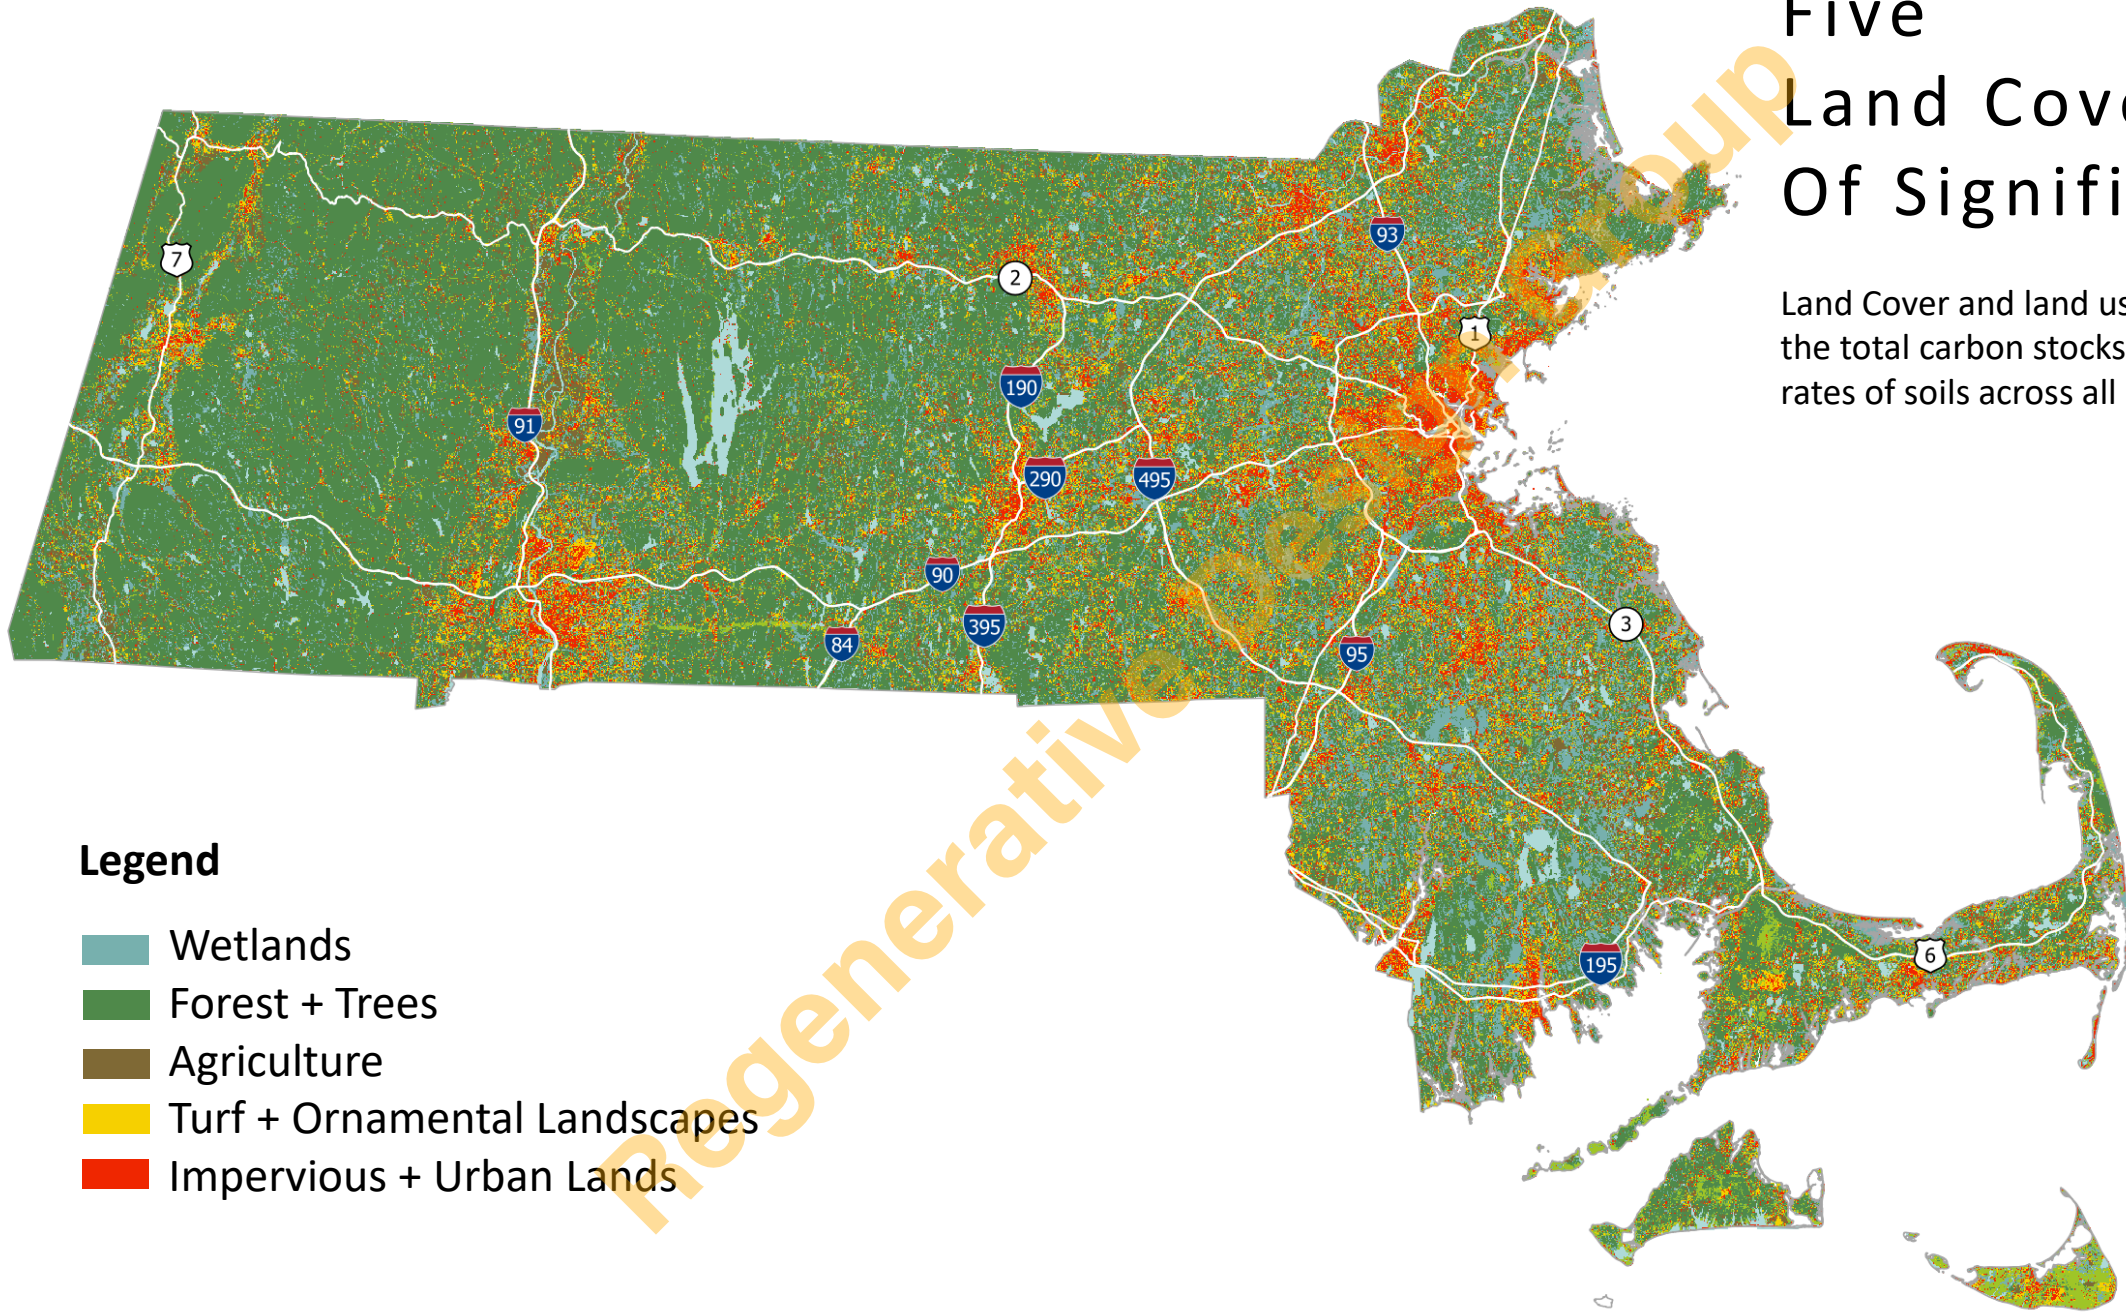 Five
Land Cove
Of Signifi
Land Cover and land us
the total carbon stocks
rates of soils across all
7
2
93
1
190
91
290
495
90
395
84
95
3
6
195
Legend
Wetlands
Forest + Trees
Agriculture
Turf + Ornamental Landscapes
Impervious + Urban Lands
Regenerative Design Group